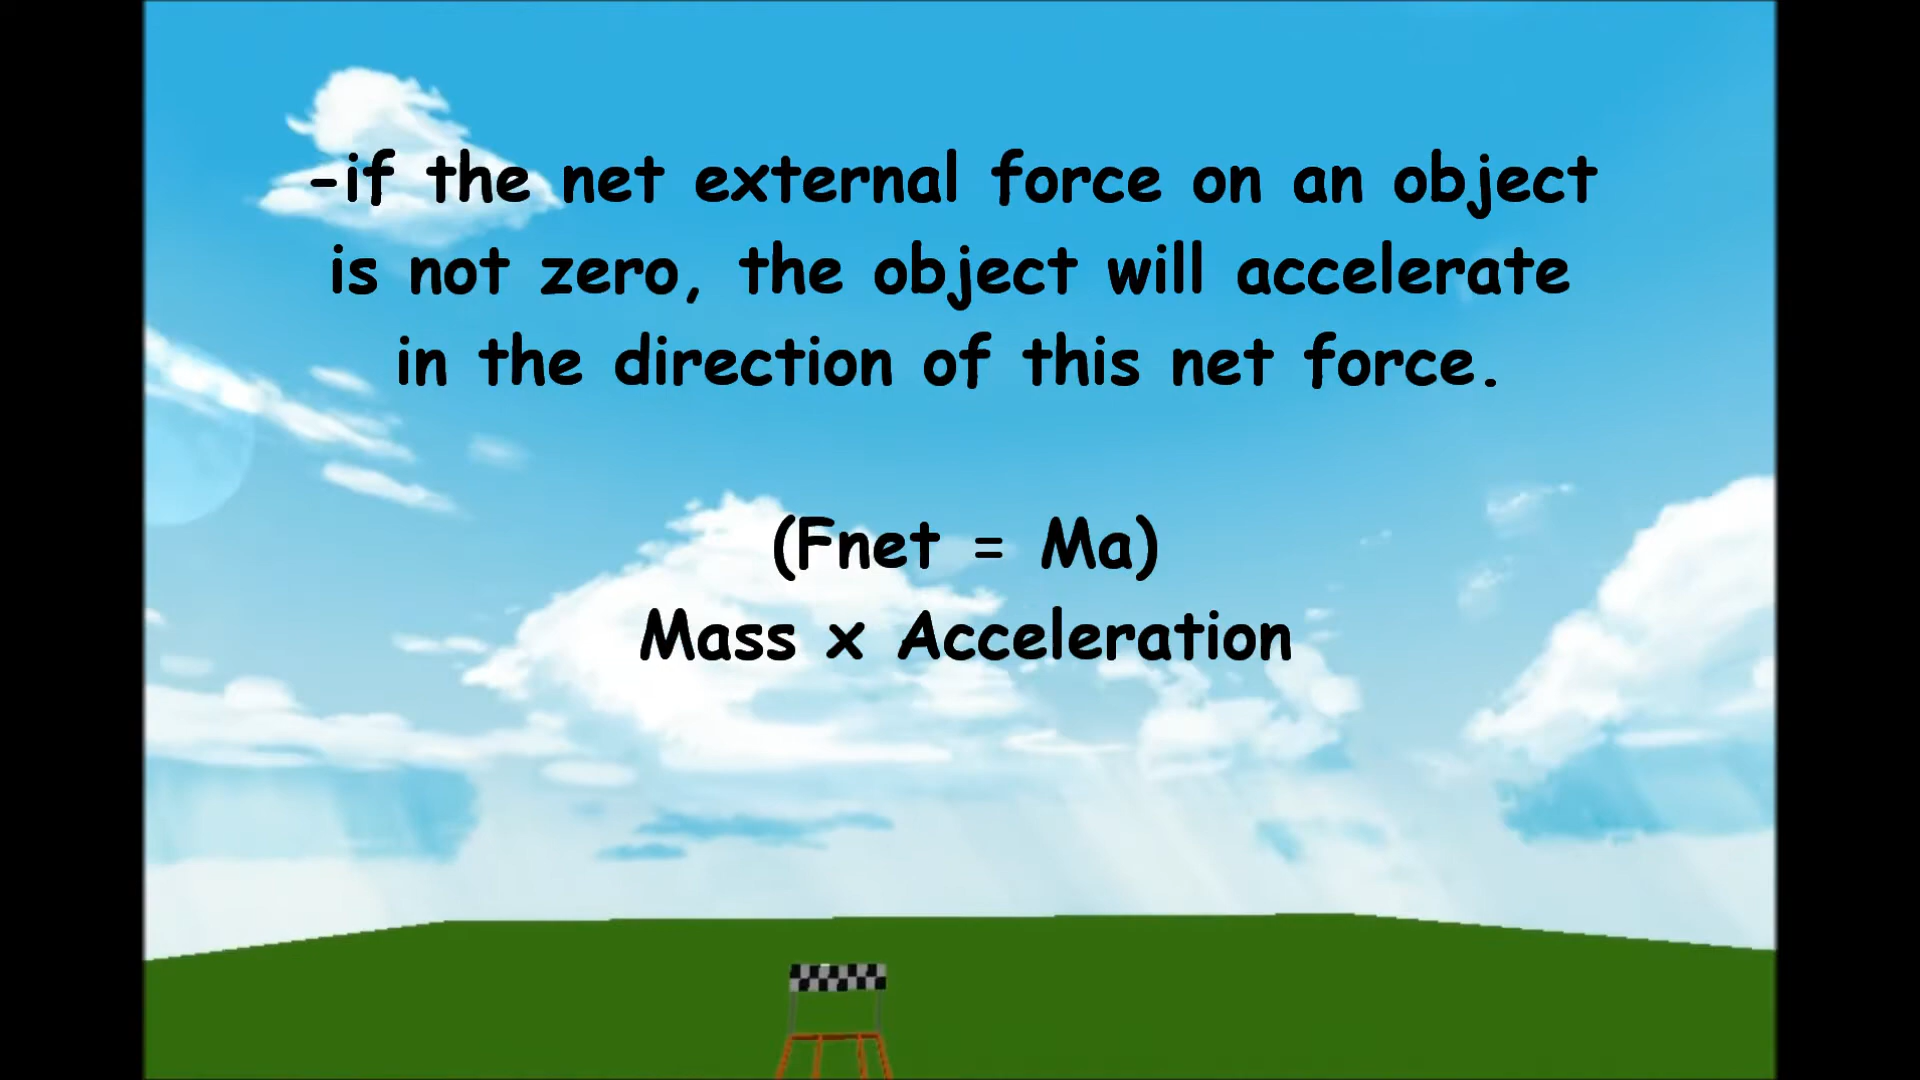 -if the net external force on an object
is not zero, the object will accelerate
in the direction of this net force.
(Fnet = Ma)
Mass x Acceleration